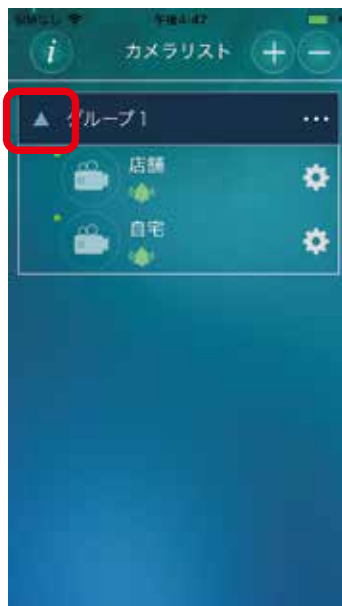 SIMなし 午後4:47
i カメラリスト + −
▲ グループ1 ...
店舗
自宅